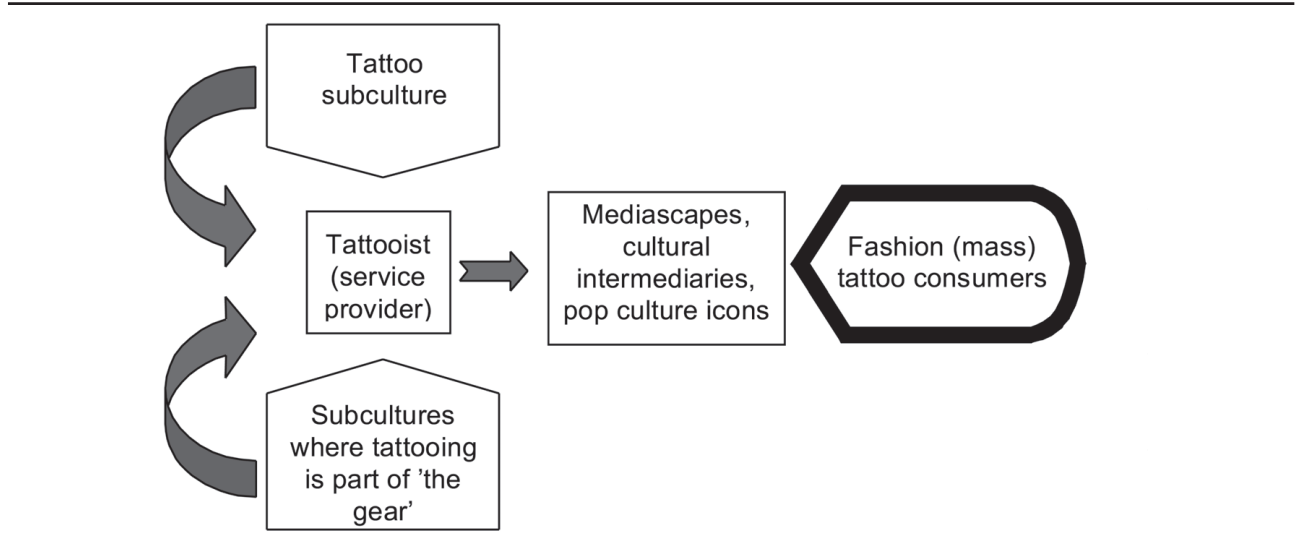 Tattoo
subculture
Tattooist
(service
provider)
Mediascapes,
cultural
intermediaries,
pop culture icons
Fashion (mass)
tattoo consumers
Subcultures
where tattooing
is part of ’the
gear’